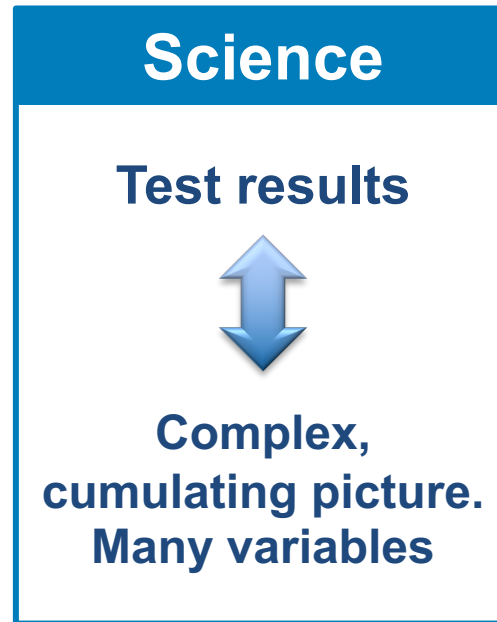 Science
Test results
Complex,
cumulating picture.
Many variables